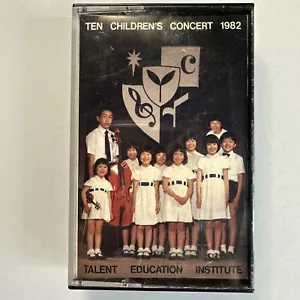 TEN CHILDREN'S CONCERT 1982
C
TALENT EDUCATION INSTITUTE